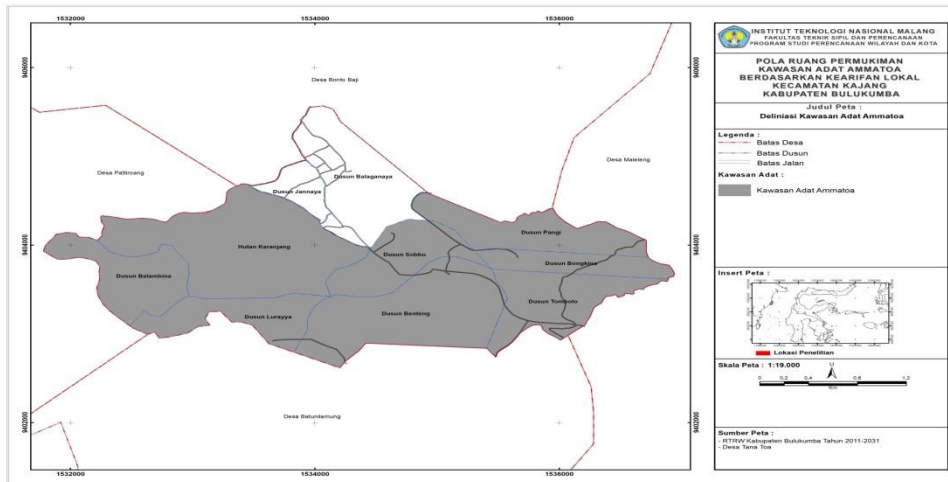 1532000
1534000
1536000
9406000
9406000
Desa Bonto Baji
Desa Pattiroang
Desa Maleleng
Dusun Balaganaya
Dusun Jannaya
Dusun Pangi
Hutan Karanjang
Dusun Sobku
9404000
9404000
Dusun Bongkina
Dusun Balambina
Dusun Tombolo
Dusun Lurayya
Dusun Benteng
Desa Batunilamung
9402000
9402000
1532000
1534000
1536000
INSTITUT TEKNOLOGI NASIONAL MALANG
FAKULTAS TEKNIK SIPIL DAN PERENCANAAN
PROGRAM STUDI PERENCANAAN WILAYAH DAN KOTA
POLA RUANG PERMUKIMAN
KAWASAN ADAT AMMATOA
BERDASARKAN KEARIFAN LOKAL
KECAMATAN KAJANG
KABUPATEN BULUKUMBA
Judul Peta :
Deliniasi Kawasan Adat Ammatoa
Legenda :
Batas Desa
Batas Dusun
Batas Jalan
Kawasan Adat :
Kawasan Adat Ammatoa
Insert Peta :
Lokasi Penelitian
Skala Peta : 1:19.000
U
0 0,2 0,4 0,8 1,2
Km
Sumber Peta :
- RTRW Kabupaten Bulukumba Tahun 2011-2031
- Desa Tana Toa